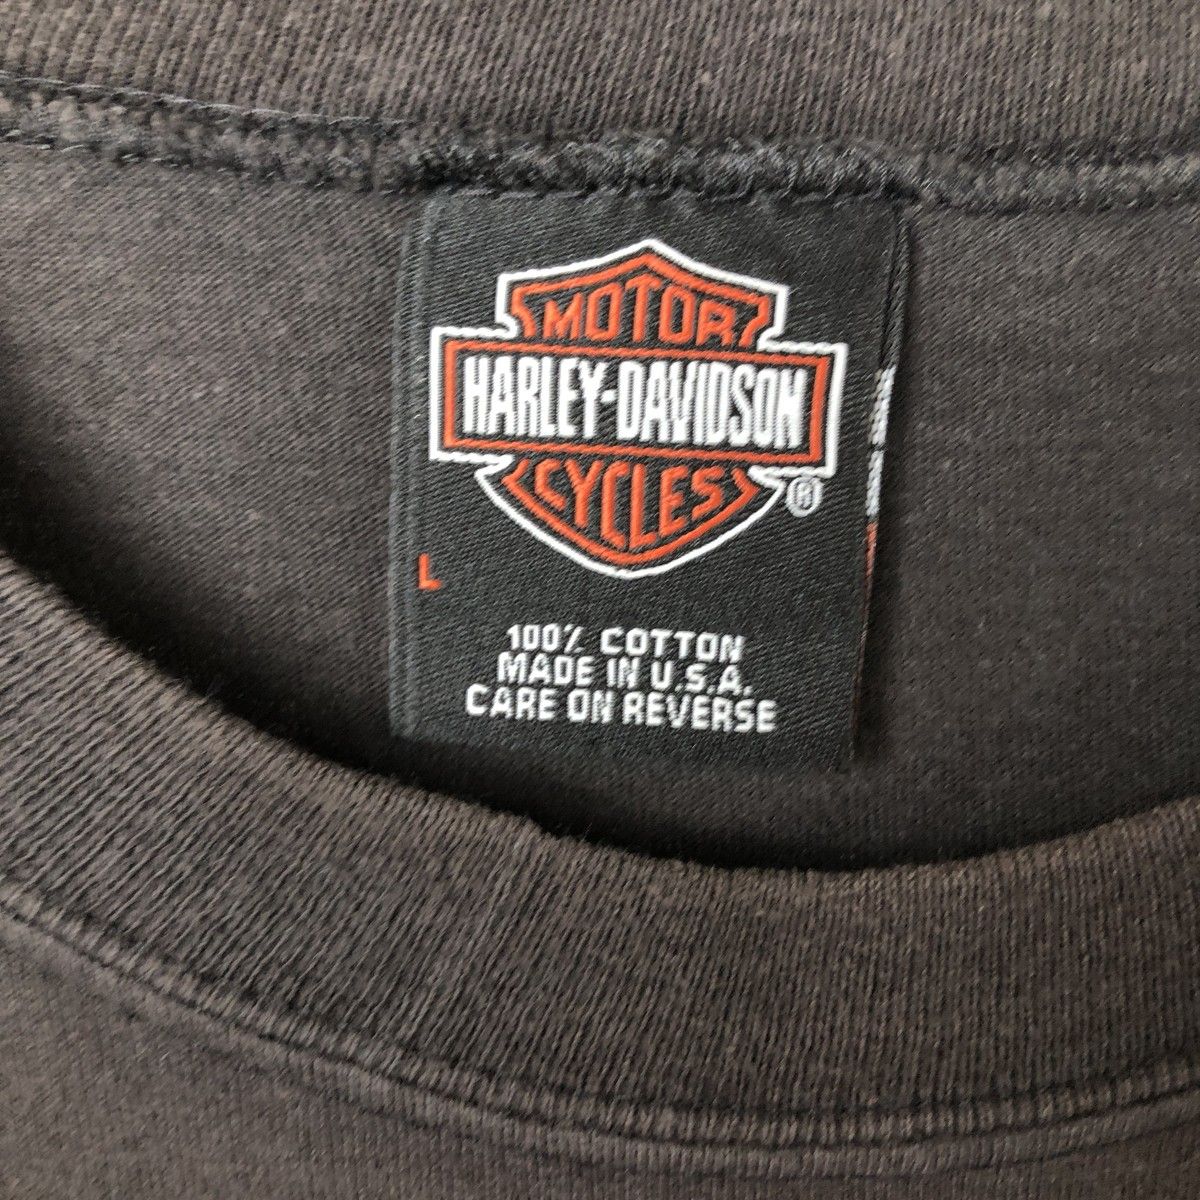 MOTOR
HARLEY-DAVIDSON
CYCLES
®
L
100% COTTON
MADE IN U.S.A.
CARE ON REVERSE